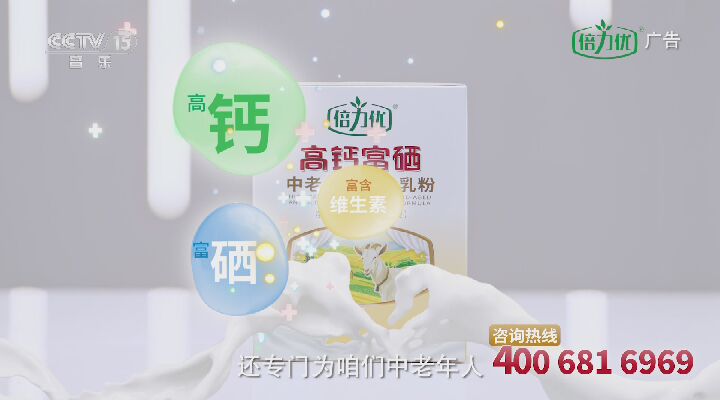 CCTV 15
音乐
倍力优 广告
高钙
倍力优
高钙富硒
中老 乳粉
富含
维生素
富硒
还专门为咱们中老年人
咨询热线
400 681 6969